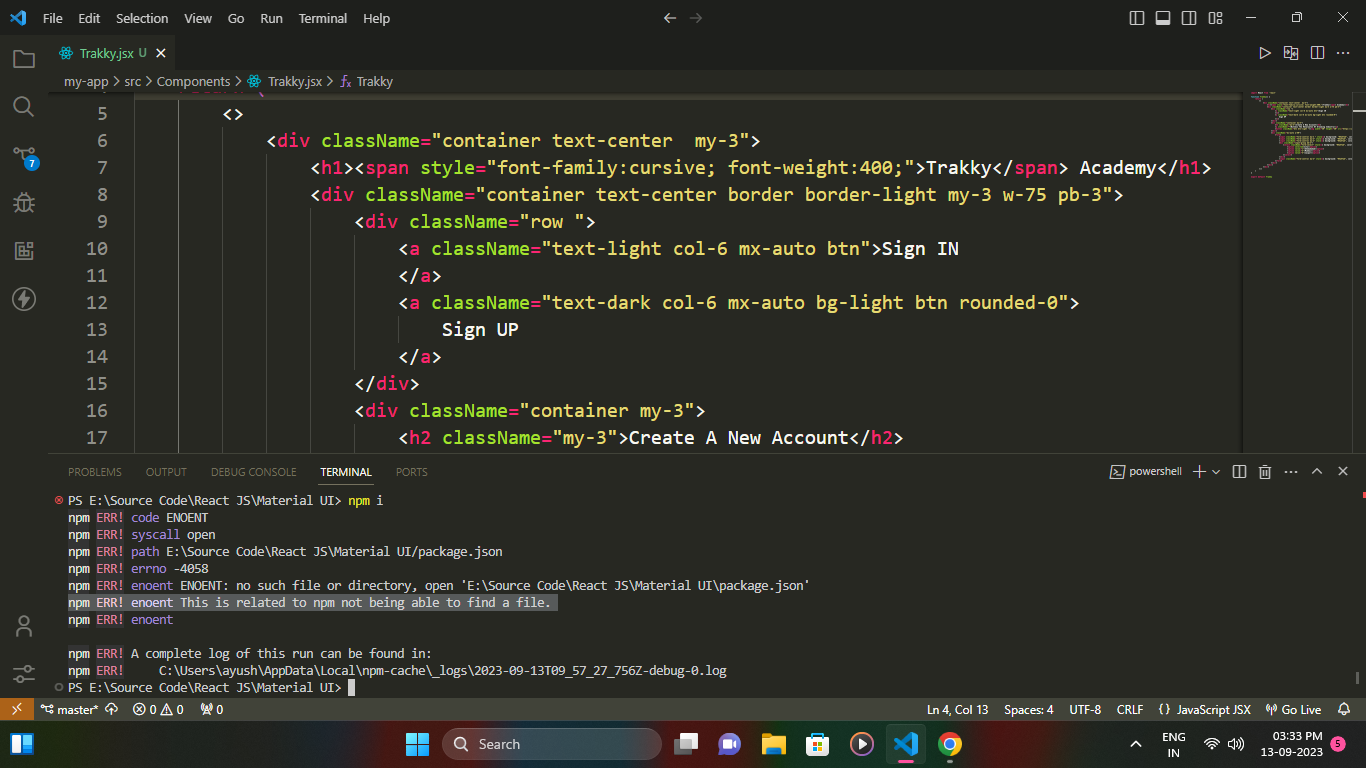 File Edit Selection View Go Run Terminal Help
Trakky.jsx U
my-app > src > Components > Trakky.jsx > Trakky
5 <>
6 <div className="container text-center  my-3">
7 <h1><span style="font-family:cursive; font-weight:400;">Trakky</span> Academy</h1>
8 <div className="container text-center border border-light my-3 w-75 pb-3">
9 <div className="row ">
10 <a className="text-light col-6 mx-auto btn">Sign IN
11 </a>
12 <a className="text-dark col-6 mx-auto bg-light btn rounded-0">
13 Sign UP
14 </a>
15 </div>
16 <div className="container my-3">
17 <h2 className="my-3">Create A New Account</h2>
7
PROBLEMS OUTPUT DEBUG CONSOLE TERMINAL PORTS powershell
PS E:\Source Code\React JS\Material UI> npm i
npm ERR! code ENOENT
npm ERR! syscall open
npm ERR! path E:\Source Code\React JS\Material UI/package.json
npm ERR! errno -4058
npm ERR! enoent ENOENT: no such file or directory, open 'E:\Source Code\React JS\Material UI\package.json'
npm ERR! enoent This is related to npm not being able to find a file.
npm ERR! enoent
npm ERR! A complete log of this run can be found in:
npm ERR!     C:\Users\ayush\AppData\Local\npm-cache\_logs\2023-09-13T09_57_27_756Z-debug-0.log
PS E:\Source Code\React JS\Material UI>
master* 0 0 0 Ln 4, Col 13 Spaces: 4 UTF-8 CRLF {} JavaScript JSX Go Live
Search ENG 03:33 PM
IN 13-09-2023 5